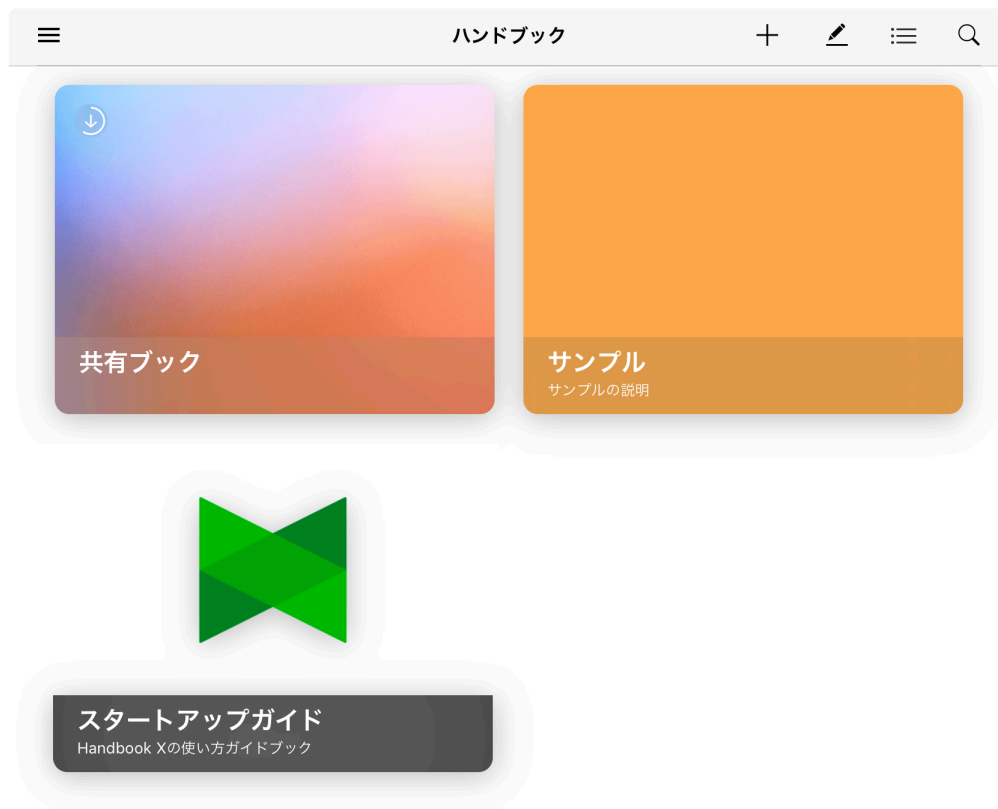 ハンドブック
共有ブック
サンプル
サンプルの説明
スタートアップガイド
Handbook Xの使い方ガイドブック